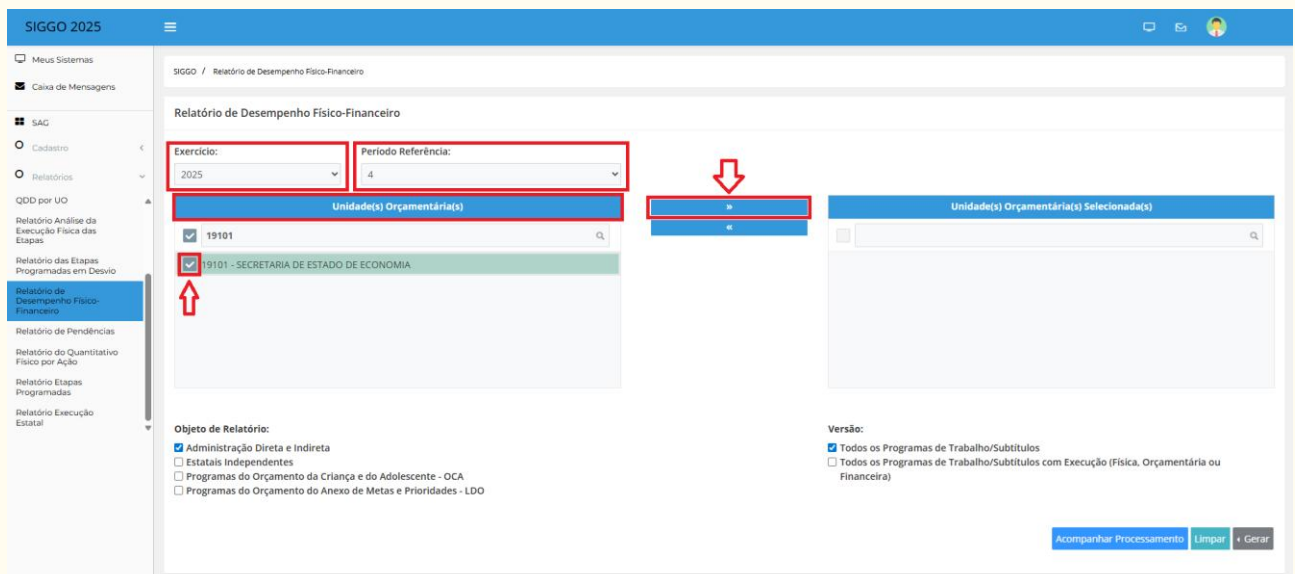 SIGGO 2025
Meus Sistemas
Caixa de Mensagens
SAG
Cadastro
Relatórios
QDD por UO
Relatório Análise da
Execução Física das
Etapas
Relatório das Etapas
Programadas em Desvio
Relatório de
Desempenho Físico-
Financeiro
Relatório de Pendências
Relatório do Quantitativo
Físico por Ação
Relatório Etapas
Programadas
Relatório Execução
Estatal
SIGGO / Relatório de Desempenho Físico-Financeiro
Relatório de Desempenho Físico-Financeiro
Exercício:
Período Referência:
2025
4
Unidade(s) Orçamentária(s)
»
Unidade(s) Orçamentária(s) Selecionada(s)
«
19101
19101 - SECRETARIA DE ESTADO DE ECONOMIA
Objeto de Relatório:
Administração Direta e Indireta
Estatais Independentes
Programas do Orçamento da Criança e do Adolescente - OCA
Programas do Orçamento do Anexo de Metas e Prioridades - LDO
Versão:
Todos os Programas de Trabalho/Subtítulos
Todos os Programas de Trabalho/Subtítulos com Execução (Física, Orçamentária ou
Financeira)
Acompanhar Processamento
Limpar
Gerar